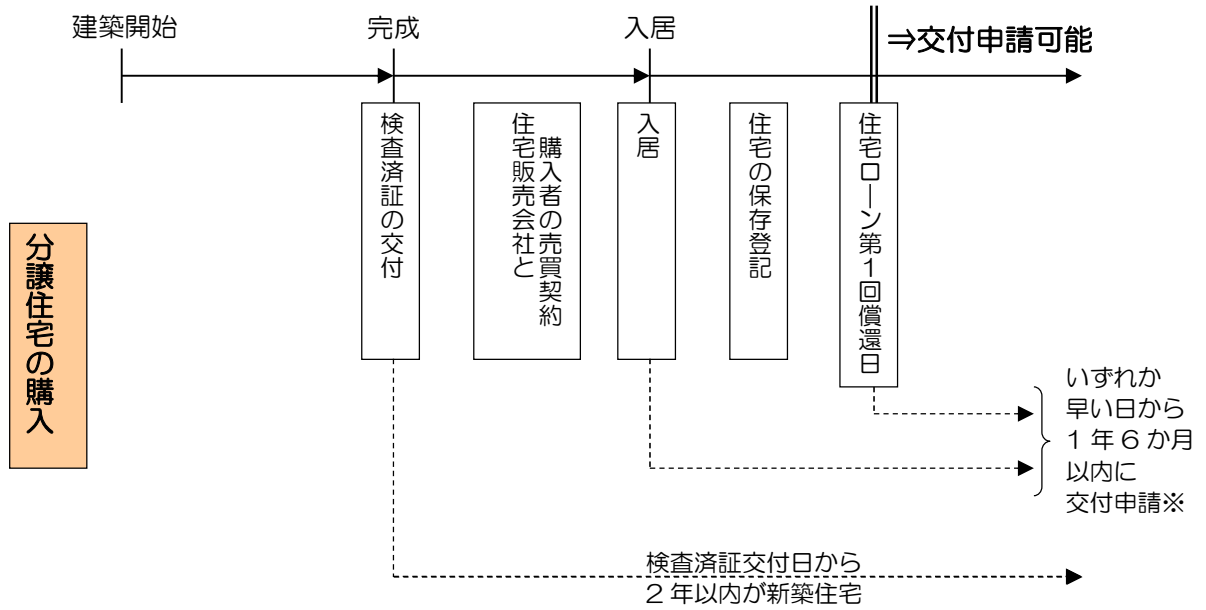 建築開始
完成
入居
⇒交付申請可能
検査済証の交付
住宅販売会社と
購入者の売買契約
入居
住宅の保存登記
住宅ローン第1回償還日
分譲住宅の購入
いずれか
早い日から
1年6か月
以内に
交付申請※
検査済証交付日から
2年以内が新築住宅